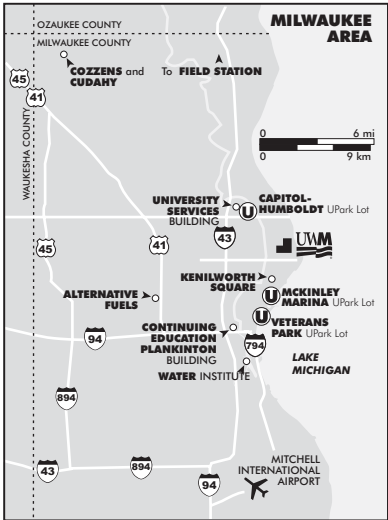 OZAUKEE COUNTY
MILWAUKEE COUNTY
MILWAUKEE
AREA
COZZENS and
CUDAHY
To FIELD STATION
45
41
WAUKESHA COUNTY
0 6 mi
0 9 km
UNIVERSITY
SERVICES
BUILDING
U
CAPITOL-
HUMBOLDT UPark Lot
43
45
41
UWM
KENILWORTH
SQUARE
ALTERNATIVE
FUELS
U
MCKINLEY
MARINA UPark Lot
U
VETERANS
PARK UPark Lot
94
CONTINUING
EDUCATION
PLANKINTON
BUILDING
794
LAKE
MICHIGAN
WATER INSTITUTE
894
43
894
94
MITCHELL
INTERNATIONAL
AIRPORT